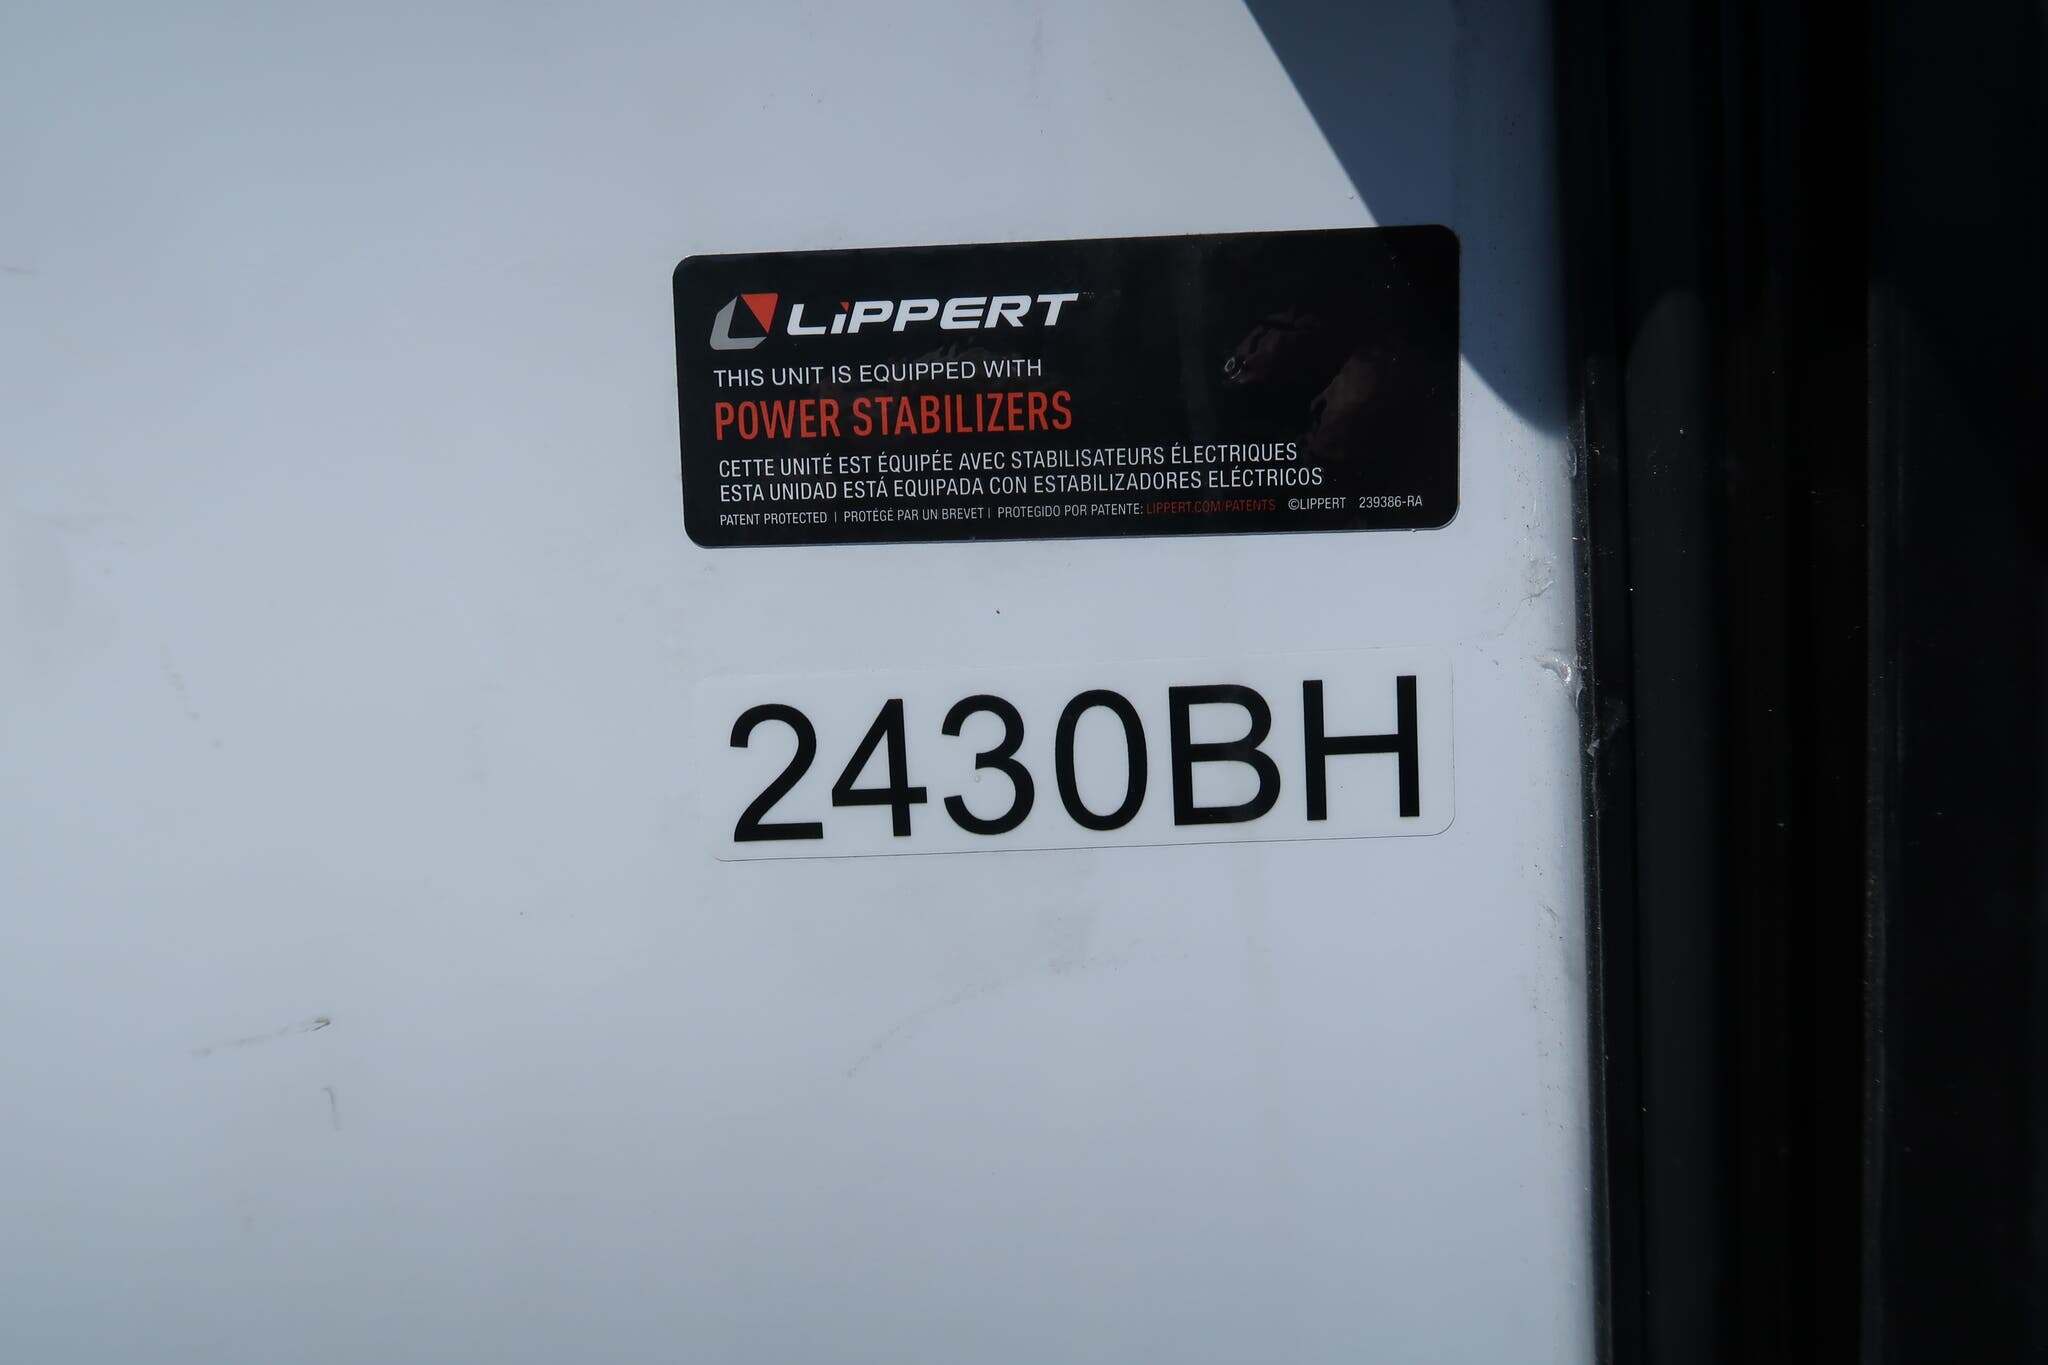 LIPPERT
THIS UNIT IS EQUIPPED WITH
POWER STABILIZERS
CETTE UNITÉ EST ÉQUIPÉE AVEC STABILISATEURS ÉLECTRIQUES
ESTA UNIDAD ESTÁ EQUIPADA CON ESTABILIZADORES ELÉCTRICOS
PATENT PROTECTED | PROTÉGÉ PAR UN BREVET | PROTEGIDO POR PATENTE: LIPPERT.COM/PATENTS ©LIPPERT 239386-RA
2430BH